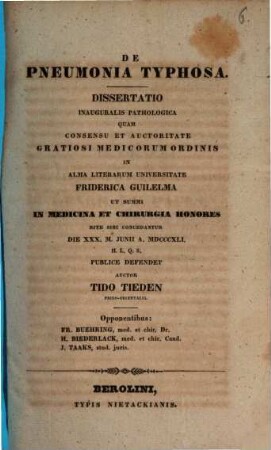 6.
DE
PNEUMONIA TYPHOSA.
DISSERTATIO
INAUGURALIS PATHOLOGICA
QUAM
CONSENSU ET AUCTORITATE
GRATIOSI MEDICORUM ORDINIS
IN
ALMA LITERARUM UNIVERSITATE
FRIDERICA GUILELMA
UT SUMMI
IN MEDICINA ET CHIRURGIA HONORES
RITE SIBI CONCEDANTUR
DIE XXX. M. JUNII A. MDCCCXLI.
H. L. Q. S.
PUBLICE DEFENDET
AUCTOR
TIDO TIEDEN
FRISO-ORIENTALIS.
Opponentibus:
FR. BUEHRING, med. et chir. Dr.
H. BIEDERLACK, med. et chir. Cand.
J. TAAKS, stud. juris.
BEROLINI,
TYPIS NIETACKIANIS.